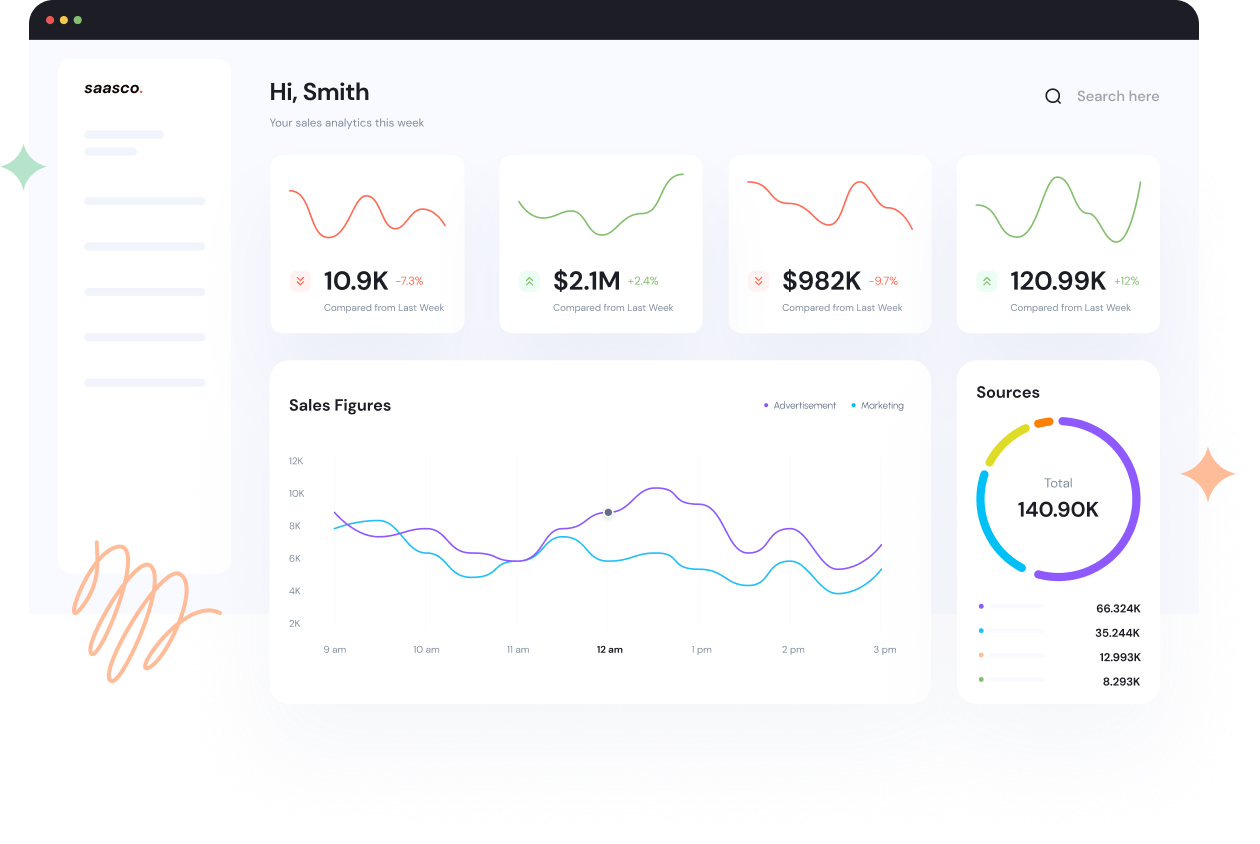 saasco.
Hi, Smith
Your sales analytics this week
Search here
10.9K -7.3%
Compared from Last Week
$2.1M +2.4%
Compared from Last Week
$982K -9.7%
Compared from Last Week
120.99K +12%
Compared from Last Week
Sales Figures
Advertisement Marketing
12K
10K
8K
6K
4K
2K
9 am 10 am 11 am 12 am 1 pm 2 pm 3 pm
Sources
Total
140.90K
66.324K
35.244K
12.993K
8.293K